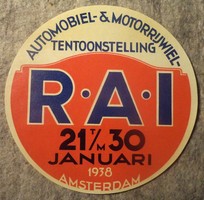 AUTOMOBIEL- & MOTORRIJWIEL-
TENTOONSTELLING
R·A·I
21 T/M 30
JANUARI
1938
AMSTERDAM